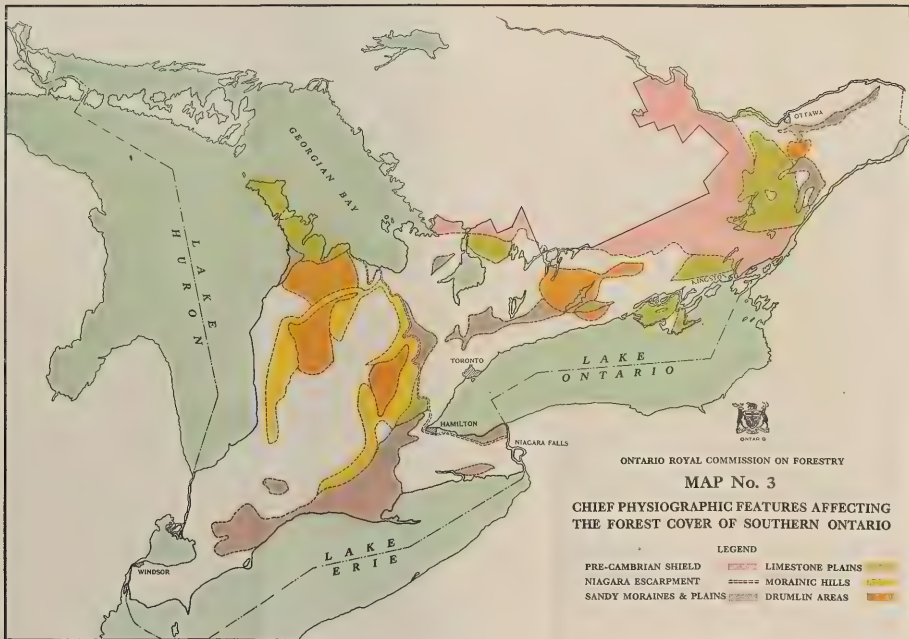 GEORGIAN BAY
OTTAWA
LAKE
HURON
KINGSTON
TORONTO
LAKE
ONTARIO
HAMILTON
NIAGARA FALLS
ONTARIO
ONTARIO ROYAL COMMISSION ON FORESTRY
MAP No. 3
CHIEF PHYSIOGRAPHIC FEATURES AFFECTING
THE FOREST COVER OF SOUTHERN ONTARIO
LAKE
ERIE
WINDSOR
LEGEND
PRE-CAMBRIAN SHIELD LIMESTONE PLAINS
NIAGARA ESCARPMENT MORAINIC HILLS
SANDY MORAINES & PLAINS DRUMLIN AREAS